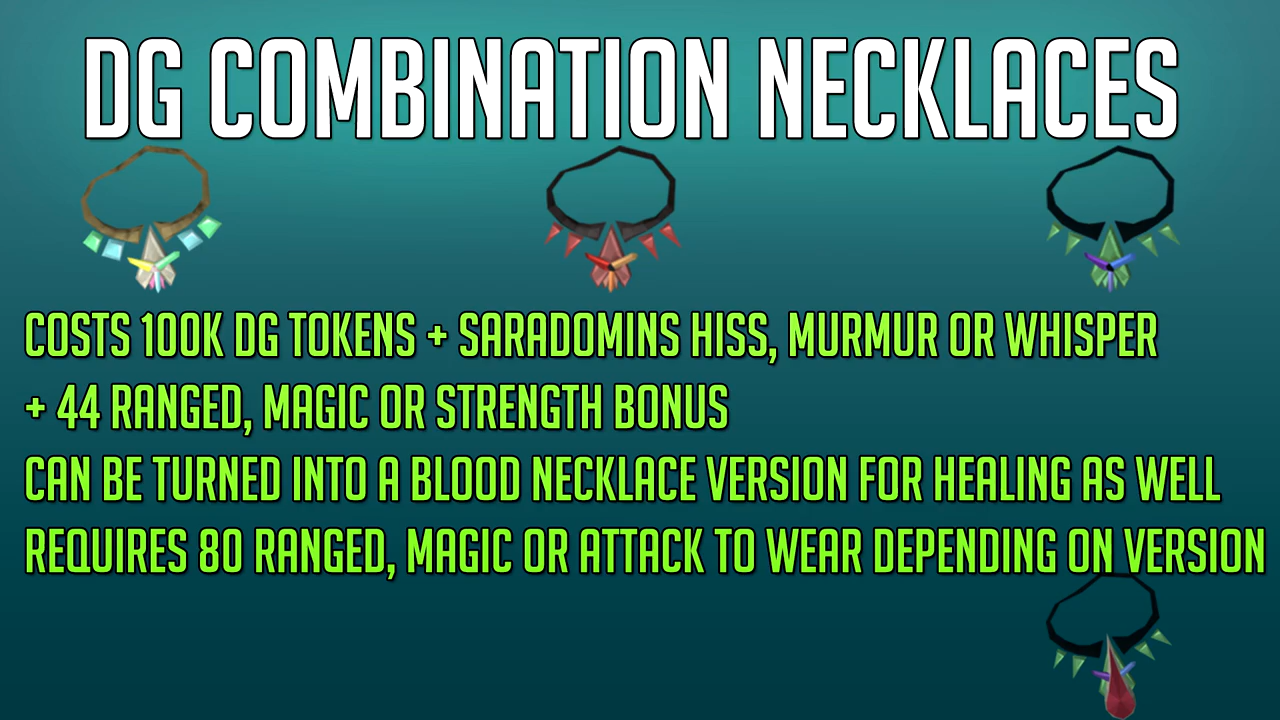 DG COMBINATION NECKLACES
COSTS 100K DG TOKENS + SARADOMINS HISS, MURMUR OR WHISPER
+ 44 RANGED, MAGIC OR STRENGTH BONUS
CAN BE TURNED INTO A BLOOD NECKLACE VERSION FOR HEALING AS WELL
REQUIRES 80 RANGED, MAGIC OR ATTACK TO WEAR DEPENDING ON VERSION